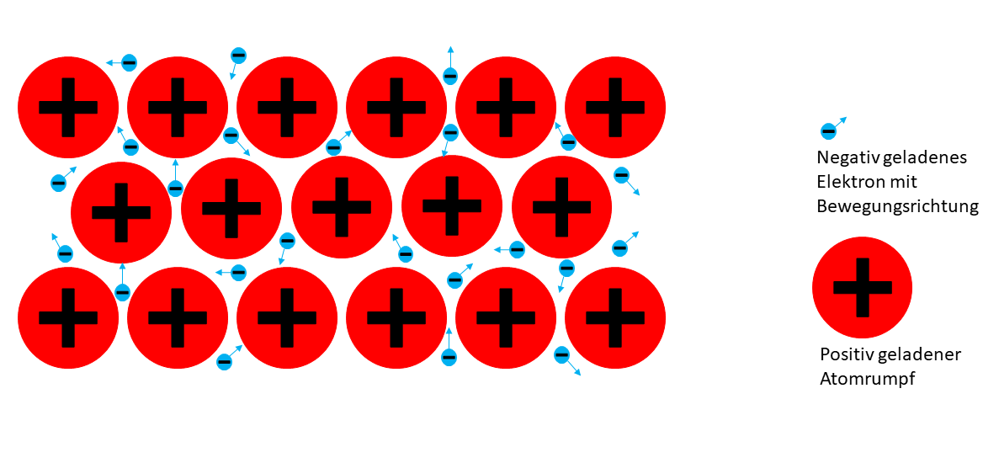 Negativ geladenes
Elektron mit
Bewegungsrichtung
Positiv geladener
Atomrumpf